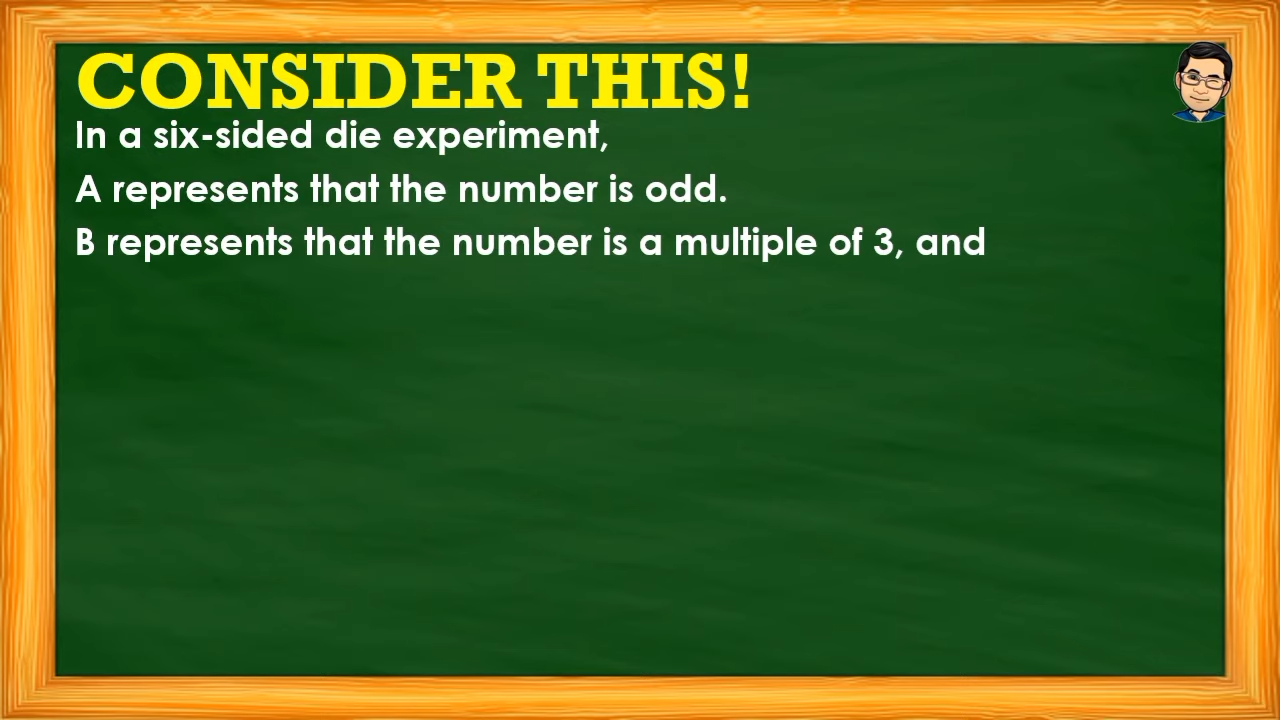 CONSIDER THIS!
In a six-sided die experiment,
A represents that the number is odd.
B represents that the number is a multiple of 3, and